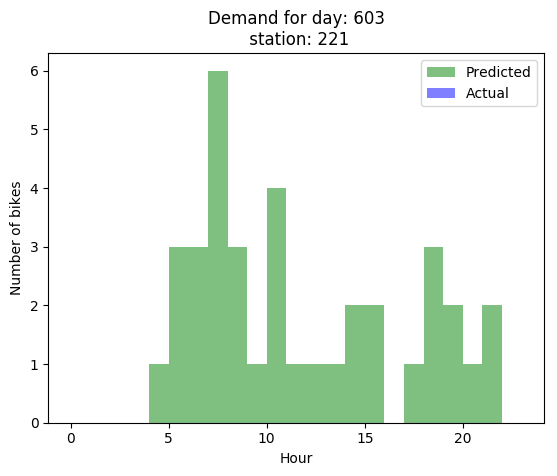 Demand for day: 603
station: 221
Predicted
Actual
Number of bikes
6
5
4
3
2
1
0
0 5 10 15 20
Hour